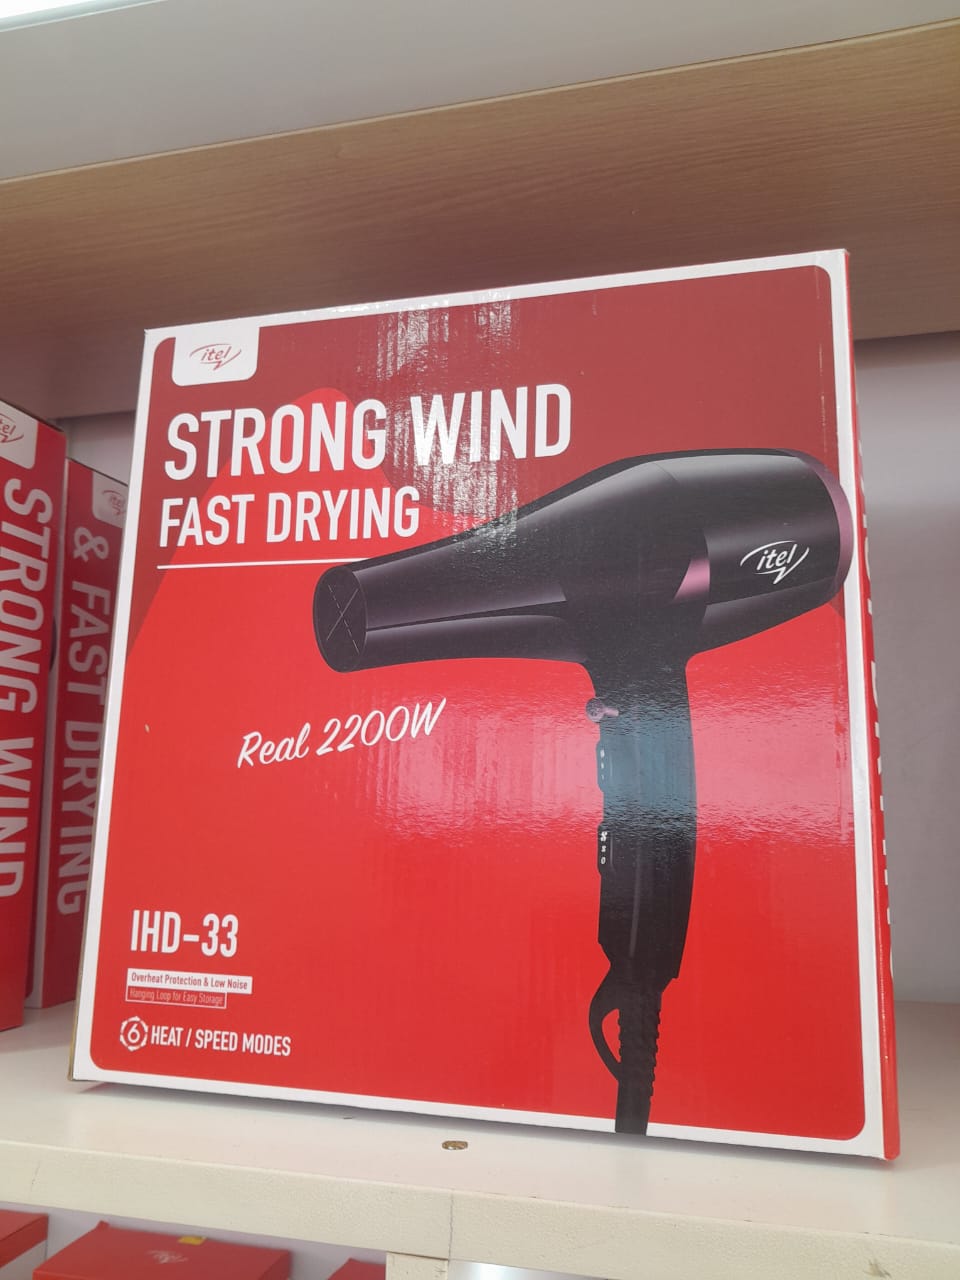 itel
STRONG WIND
FAST DRYING
itel
Real 2200W
IHD-33
Overheat Protection & Low Noise
Hanging Loop for Easy Storage
6 HEAT / SPEED MODES
STRONG WIND
& FAST DRYING
itel